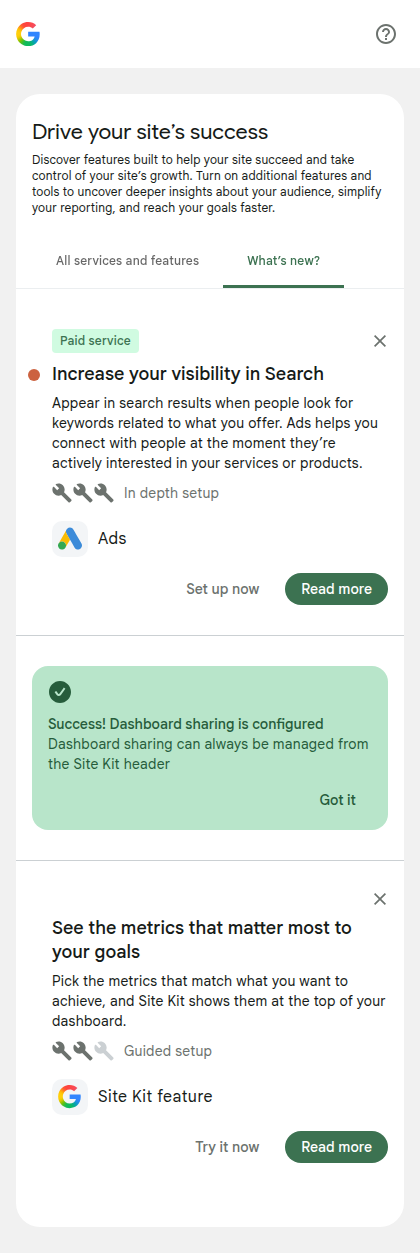 Drive your site's success
Discover features built to help your site succeed and take
control of your site's growth. Turn on additional features and
tools to uncover deeper insights about your audience, simplify
your reporting, and reach your goals faster.
All services and features
What's new?
Paid service
Increase your visibility in Search
Appear in search results when people look for
keywords related to what you offer. Ads helps you
connect with people at the moment they're
actively interested in your services or products.
In depth setup
Ads
Set up now
Read more
Success! Dashboard sharing is configured
Dashboard sharing can always be managed from
the Site Kit header
Got it
See the metrics that matter most to
your goals
Pick the metrics that match what you want to
achieve, and Site Kit shows them at the top of your
dashboard.
Guided setup
Site Kit feature
Try it now
Read more